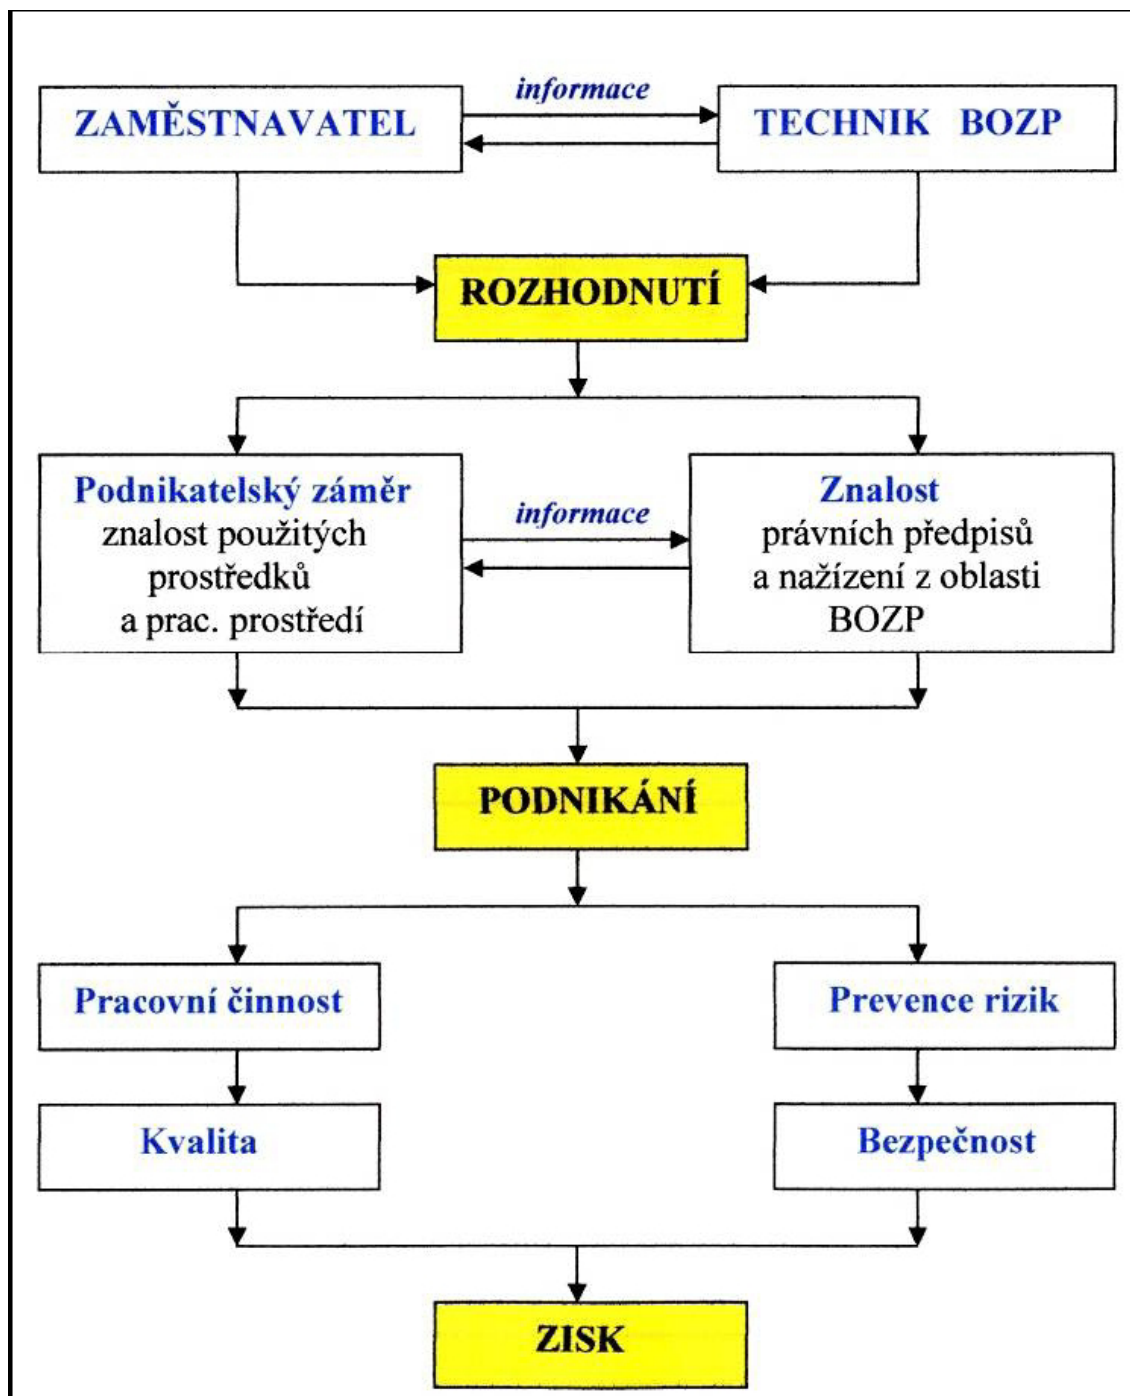 informace
ZAMĚSTNAVATEL
TECHNIK BOZP
ROZHODNUTÍ
Podnikatelský záměr
znalost použitých
prostředků
a prac. prostředí
informace
Znalost
právních předpisů
a nažízení z oblasti
BOZP
PODNIKÁNÍ
Pracovní činnost
Prevence rizik
Kvalita
Bezpečnost
ZISK